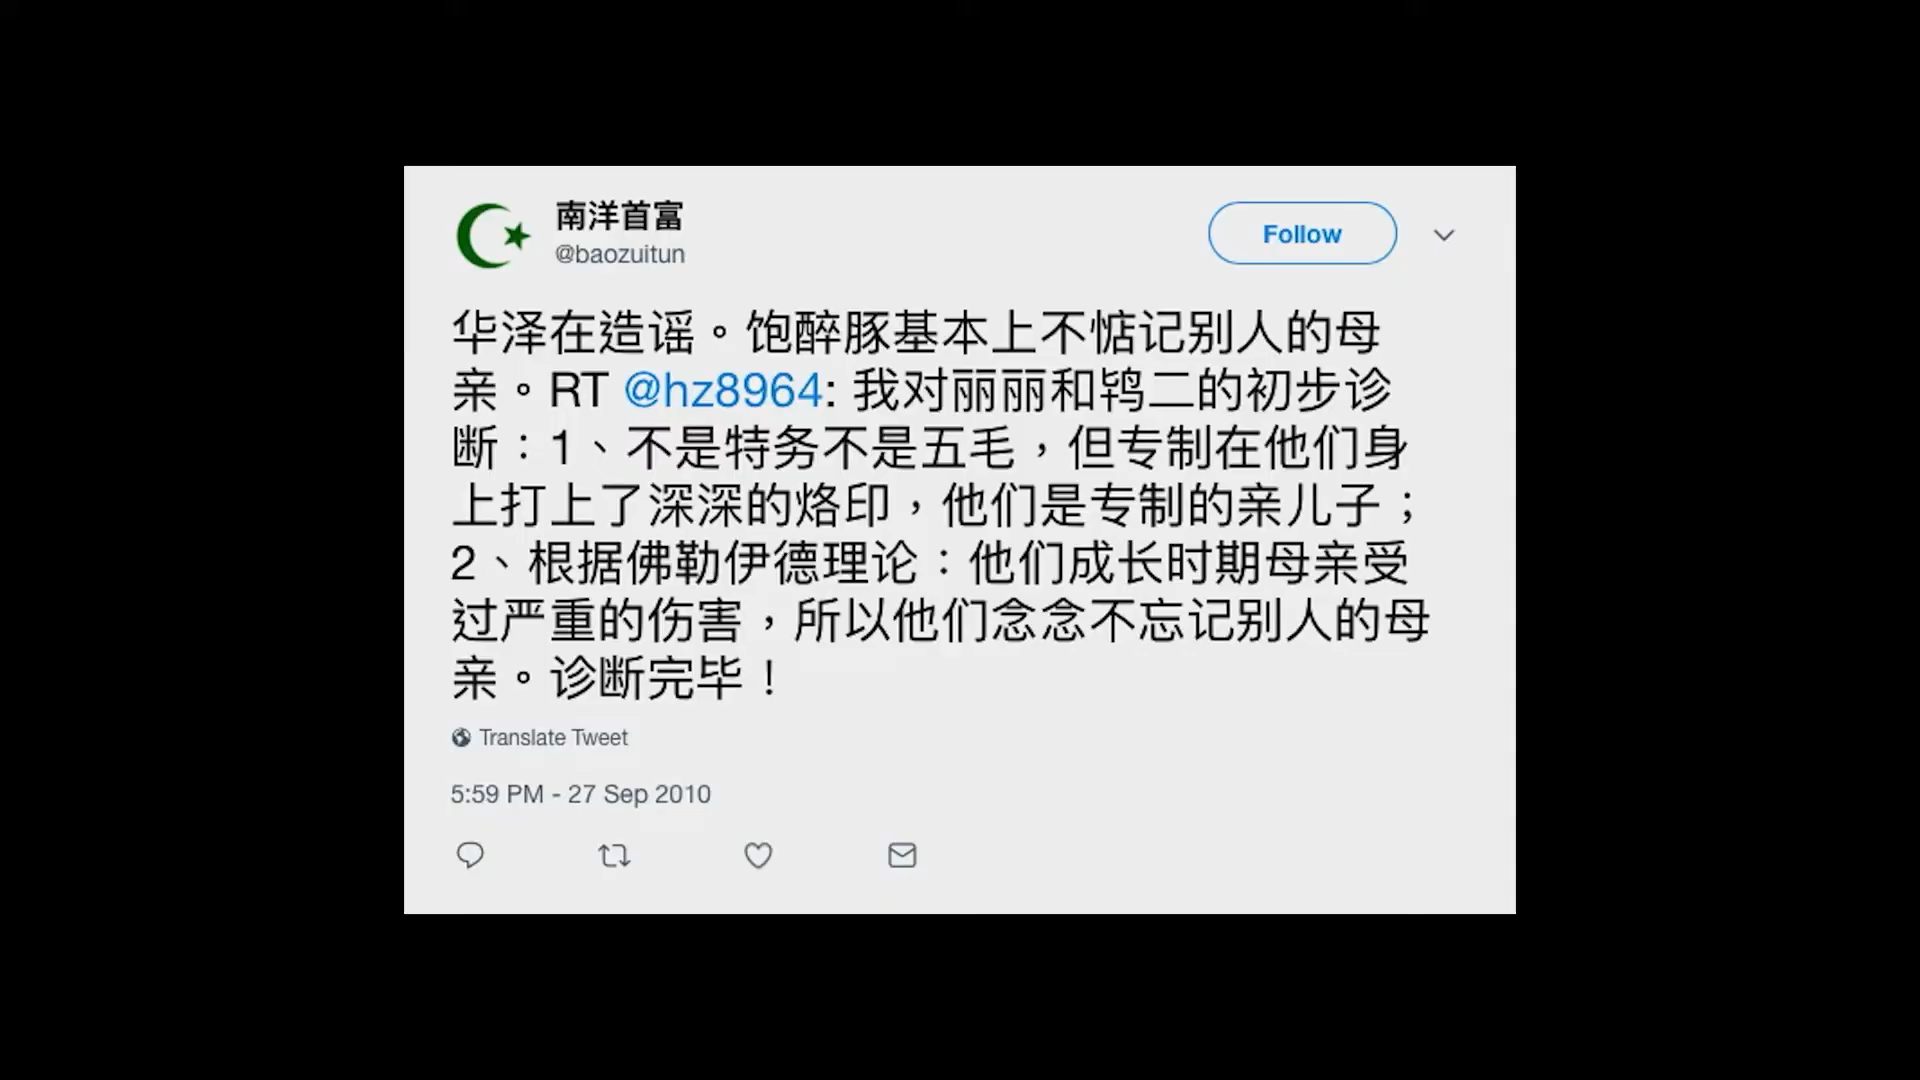 南洋首富
@baozuitun
Follow
华泽在造谣。饱醉豚基本上不惦记别人的母
亲。RT @hz8964: 我对丽丽和鸨二的初步诊
断：1、不是特务不是五毛，但专制在他们身
上打上了深深的烙印，他们是专制的亲儿子；
2、根据佛勒伊德理论：他们成长时期母亲受
过严重的伤害，所以他们念念不忘记别人的母
亲。诊断完毕！
Translate Tweet
5:59 PM - 27 Sep 2010